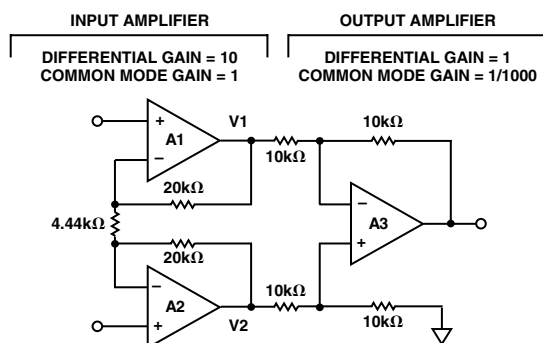 INPUT AMPLIFIER
OUTPUT AMPLIFIER
DIFFERENTIAL GAIN = 10
COMMON MODE GAIN = 1
DIFFERENTIAL GAIN = 1
COMMON MODE GAIN = 1/1000
+
A1
–
V1
10kΩ
10kΩ
20kΩ
4.44kΩ
–
A3
+
20kΩ
–
A2
+
V2
10kΩ
10kΩ